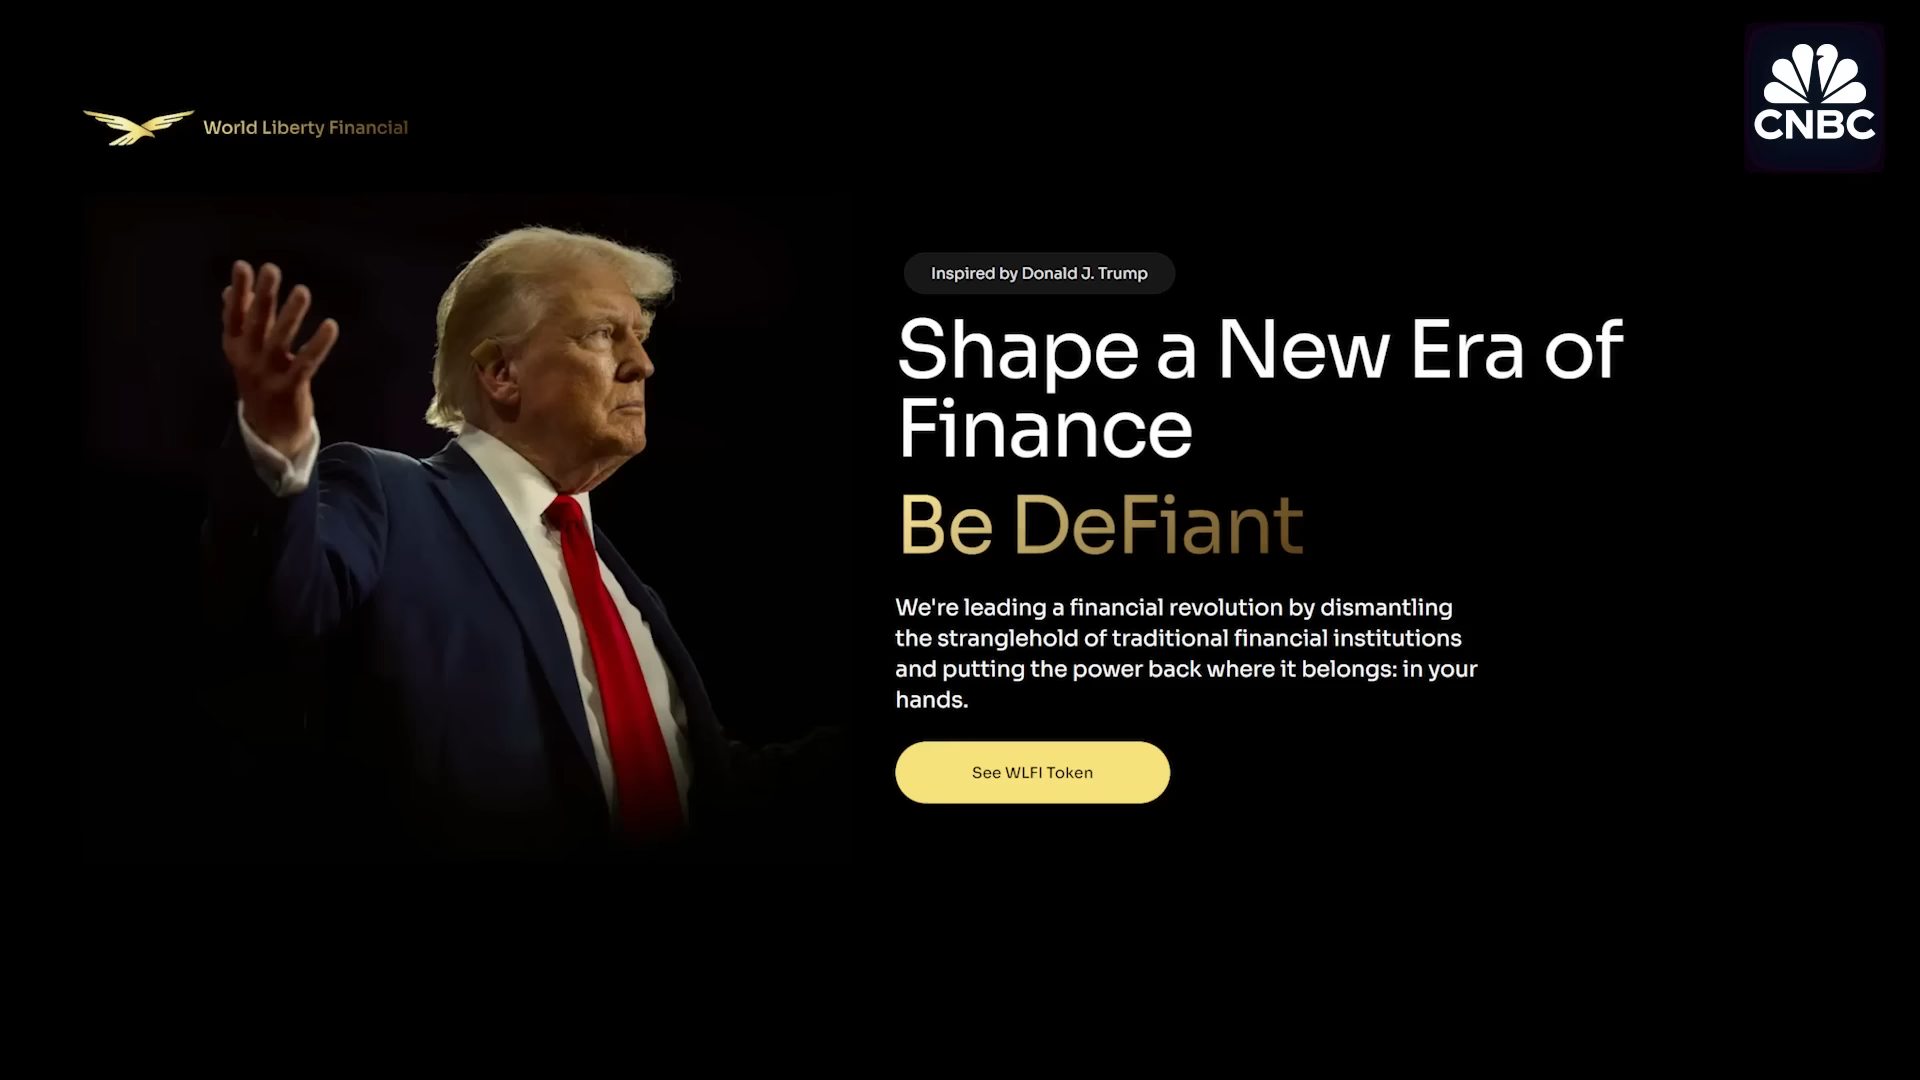 World Liberty Financial
CNBC
Inspired by Donald J. Trump
Shape a New Era of
Finance
Be DeFiant
We're leading a financial revolution by dismantling
the stranglehold of traditional financial institutions
and putting the power back where it belongs: in your
hands.
See WLFI Token